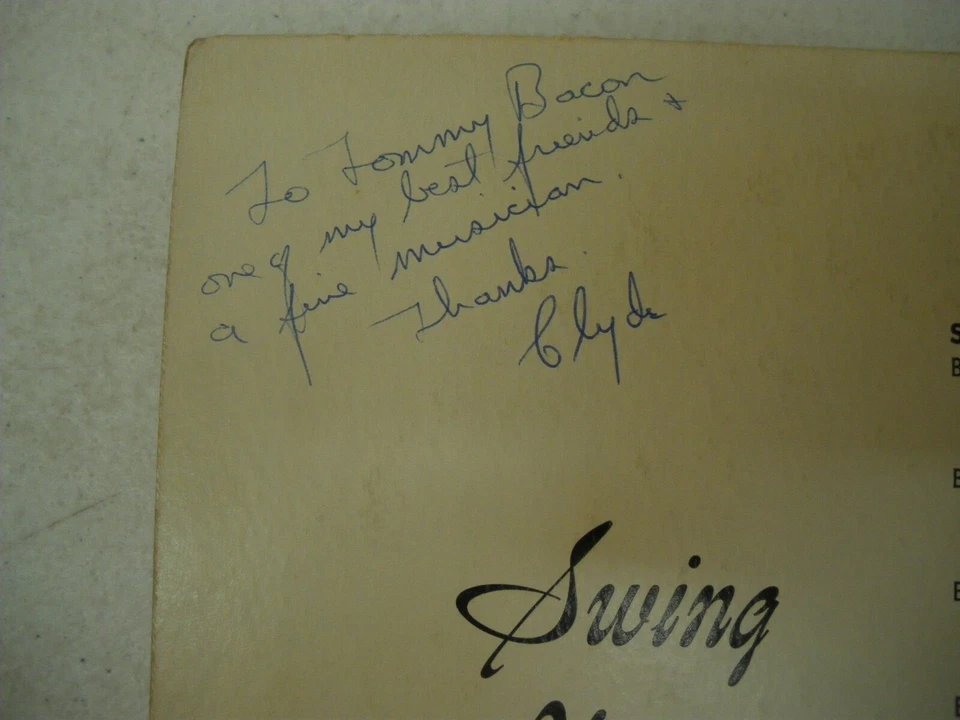 To Tommy Bacon
one of my best friends +
a fine musician.
Thanks.
Clyde
Swing